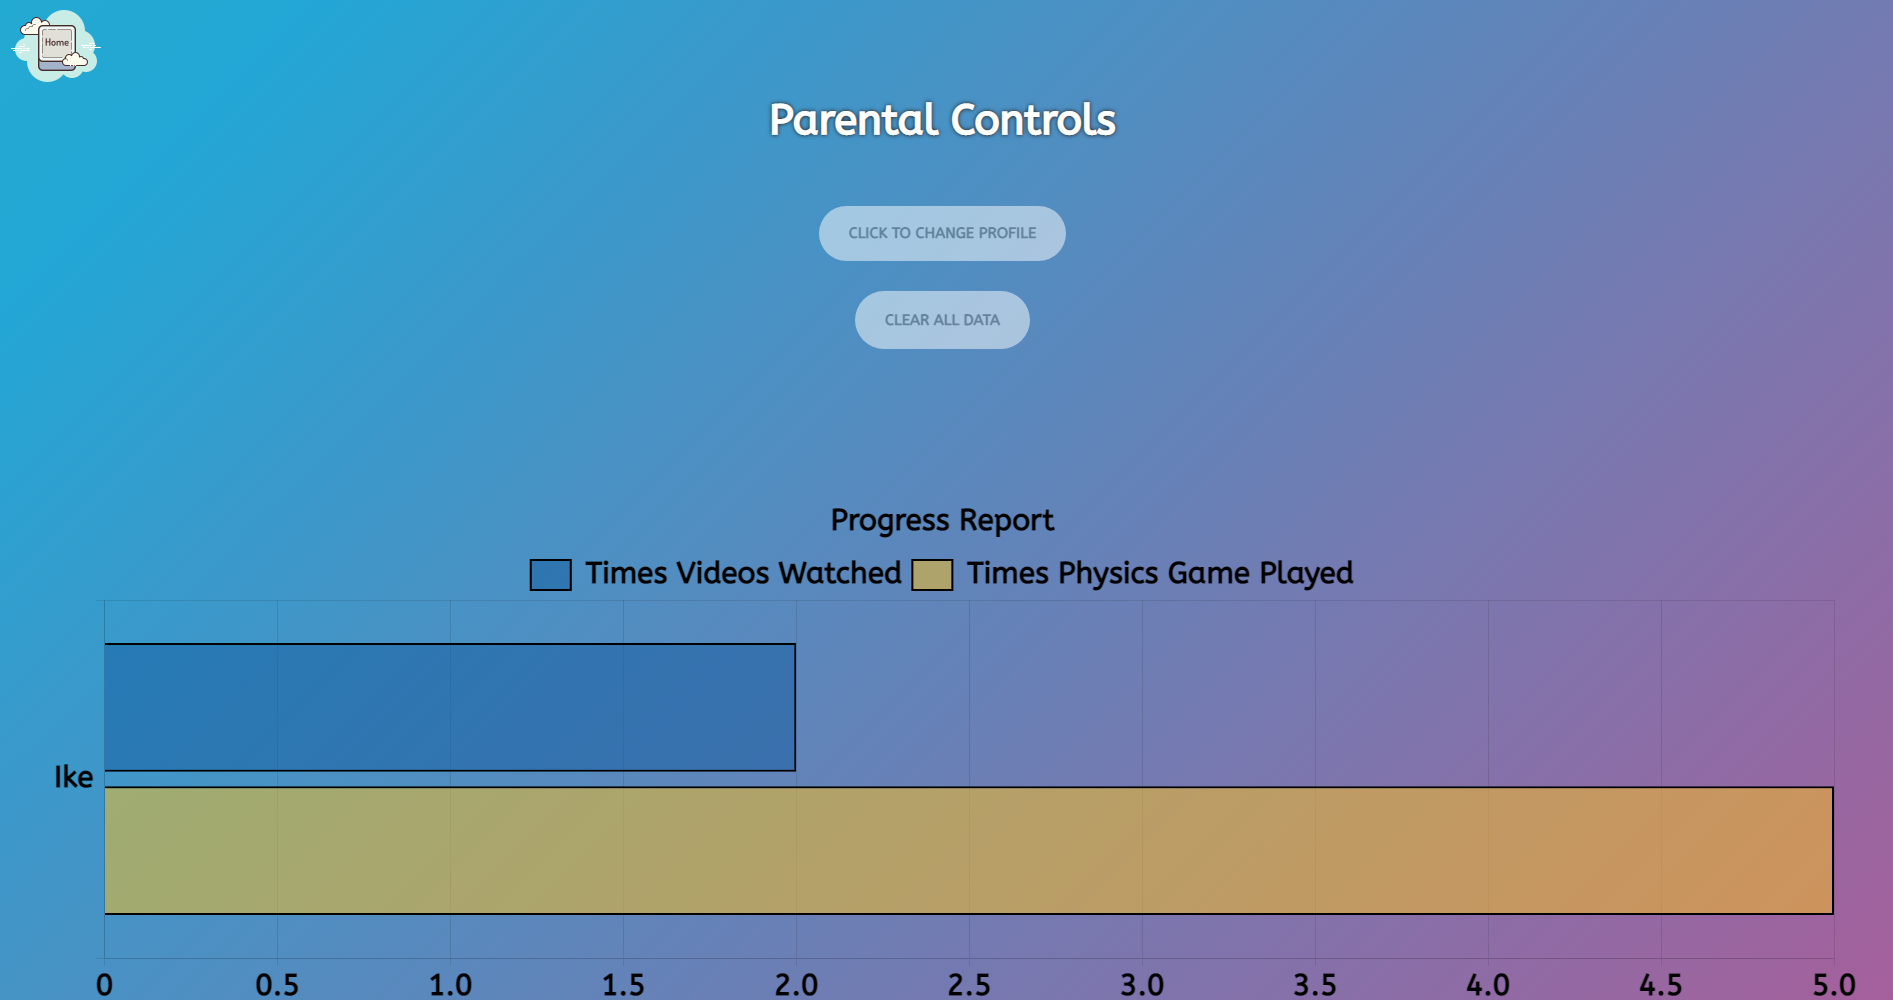 Home
Parental Controls
CLICK TO CHANGE PROFILE
CLEAR ALL DATA
Progress Report
Times Videos Watched Times Physics Game Played
Ike
0 0.5 1.0 1.5 2.0 2.5 3.0 3.5 4.0 4.5 5.0